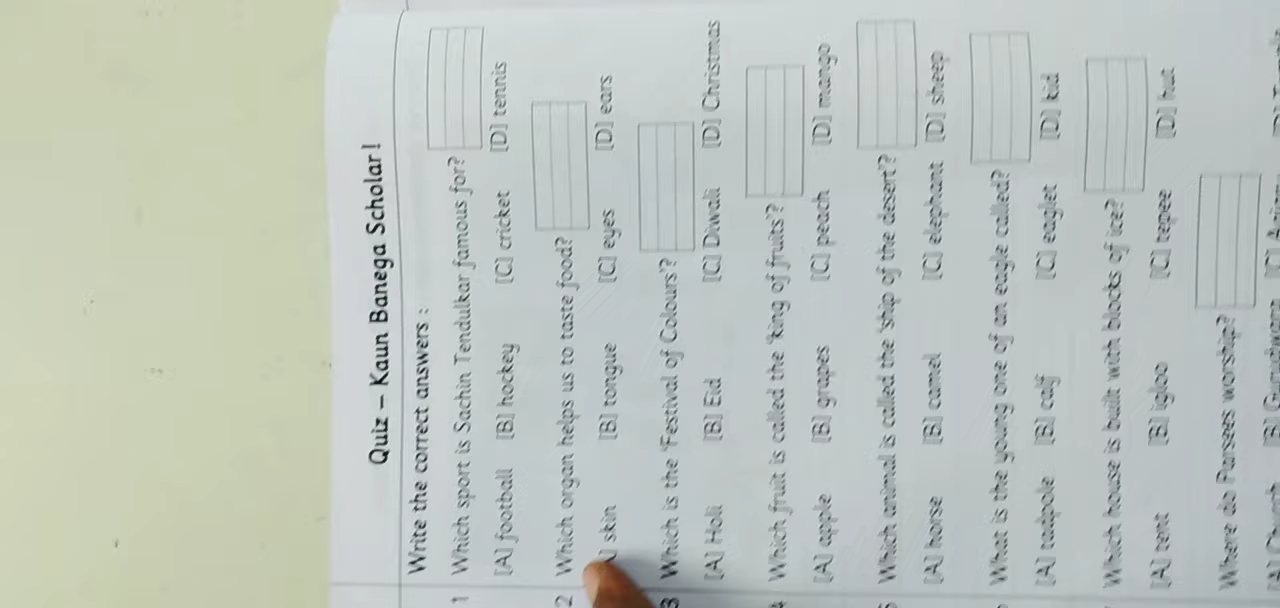 Quiz – Kaun Banega Scholar!
Write the correct answers :
1 Which sport is Sachin Tendulkar famous for?
[A] football [B] hockey [C] cricket [D] tennis
2 Which organ helps us to taste food?
] skin [B] tongue [C] eyes [D] ears
3 Which is the 'Festival of Colours'?
[A] Holi [B] Eid [C] Diwali [D] Christmas
Which fruit is called the 'king of fruits'?
[A] apple [B] grapes [C] peach [D] mango
Which animal is called the 'ship of the desert'?
[A] horse [B] camel [C] elephant [D] sheep
What is the young one of an eagle called?
[A] tadpole [B] calf [C] eaglet [D] kid
Which house is built with blocks of ice?
[A] tent [B] igloo [C] tepee [D] hut
Where do Parsees worship?
[A] Church [B] [C]